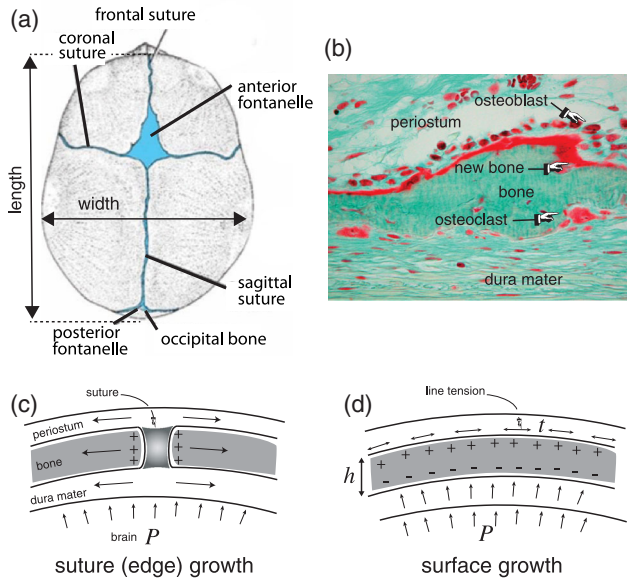 (a)
frontal suture
coronal
suture
anterior
fontanelle
length
width
sagittal
suture
posterior
fontanelle
occipital bone
(b)
osteoblast
periostum
new bone
bone
osteoclast
dura mater
(c)
suture
periostum
+ +
+ +
+ +
bone
dura mater
brain P
suture (edge) growth
(d)
line tension
t
+ + + + + + + + + +
- - - - - - - - -
h
P
surface growth